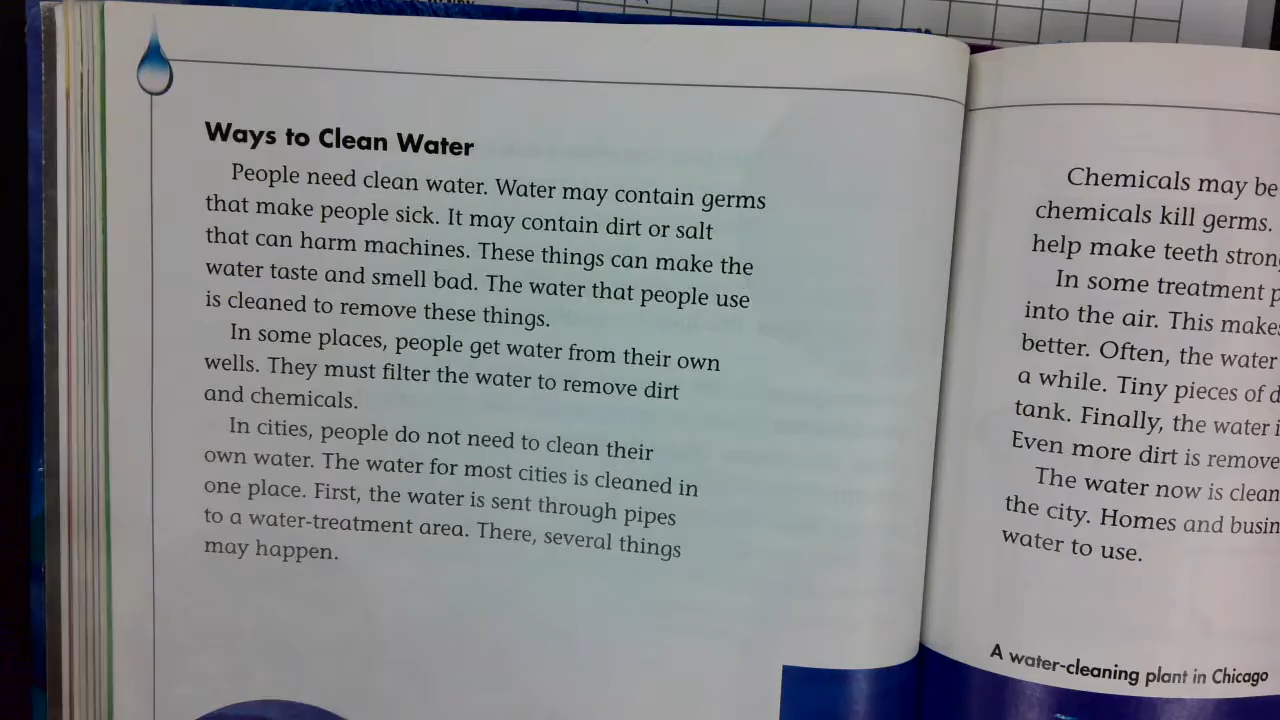 Ways to Clean Water
People need clean water. Water may contain germs
that make people sick. It may contain dirt or salt
that can harm machines. These things can make the
water taste and smell bad. The water that people use
is cleaned to remove these things.
In some places, people get water from their own
wells. They must filter the water to remove dirt
and chemicals.
In cities, people do not need to clean their
own water. The water for most cities is cleaned in
one place. First, the water is sent through pipes
to a water-treatment area. There, several things
may happen.
Chemicals may be
chemicals kill germs.
help make teeth
In some treatment
into the air. This
better. Often, the water
a while. Tiny pieces of
tank. Finally, the water
Even more dirt is
The water now is clean
the city. Homes and
water to use.
A water-cleaning plant in Chicago